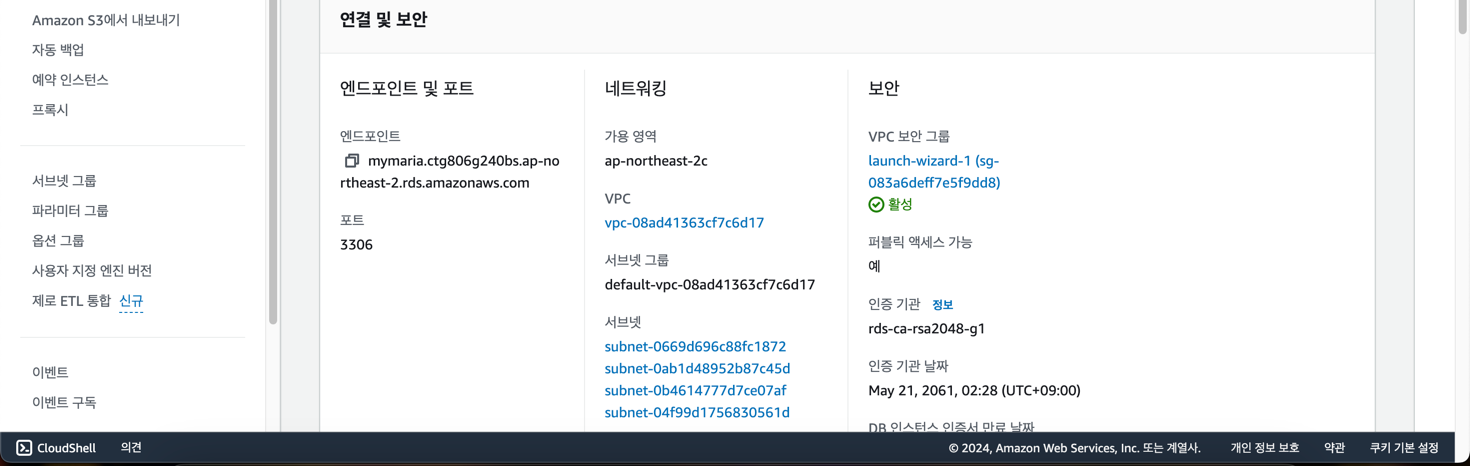 Amazon S3에서 내보내기
자동 백업
예약 인스턴스
프록시
서브넷 그룹
파라미터 그룹
옵션 그룹
사용자 지정 엔진 버전
제로 ETL 통합 신규
이벤트
이벤트 구독
연결 및 보안
엔드포인트 및 포트
엔드포인트
mymaria.ctg806g240bs.ap-no
rtheast-2.rds.amazonaws.com
포트
3306
네트워킹
가용 영역
ap-northeast-2c
VPC
vpc-08ad41363cf7c6d17
서브넷 그룹
default-vpc-08ad41363cf7c6d17
서브넷
subnet-0669d696c88fc1872
subnet-0ab1d48952b87c45d
subnet-0b4614777d7ce07af
subnet-04f99d1756830561d
보안
VPC 보안 그룹
launch-wizard-1 (sg-
083a6deff7e5f9dd8)
활성
퍼블릭 액세스 가능
예
인증 기관 정보
rds-ca-rsa2048-g1
인증 기관 날짜
May 21, 2061, 02:28 (UTC+09:00)
DB 인스턴스 인증서 만료 날짜
CloudShell 의견 © 2024, Amazon Web Services, Inc. 또는 계열사. 개인 정보 보호 약관 쿠키 기본 설정